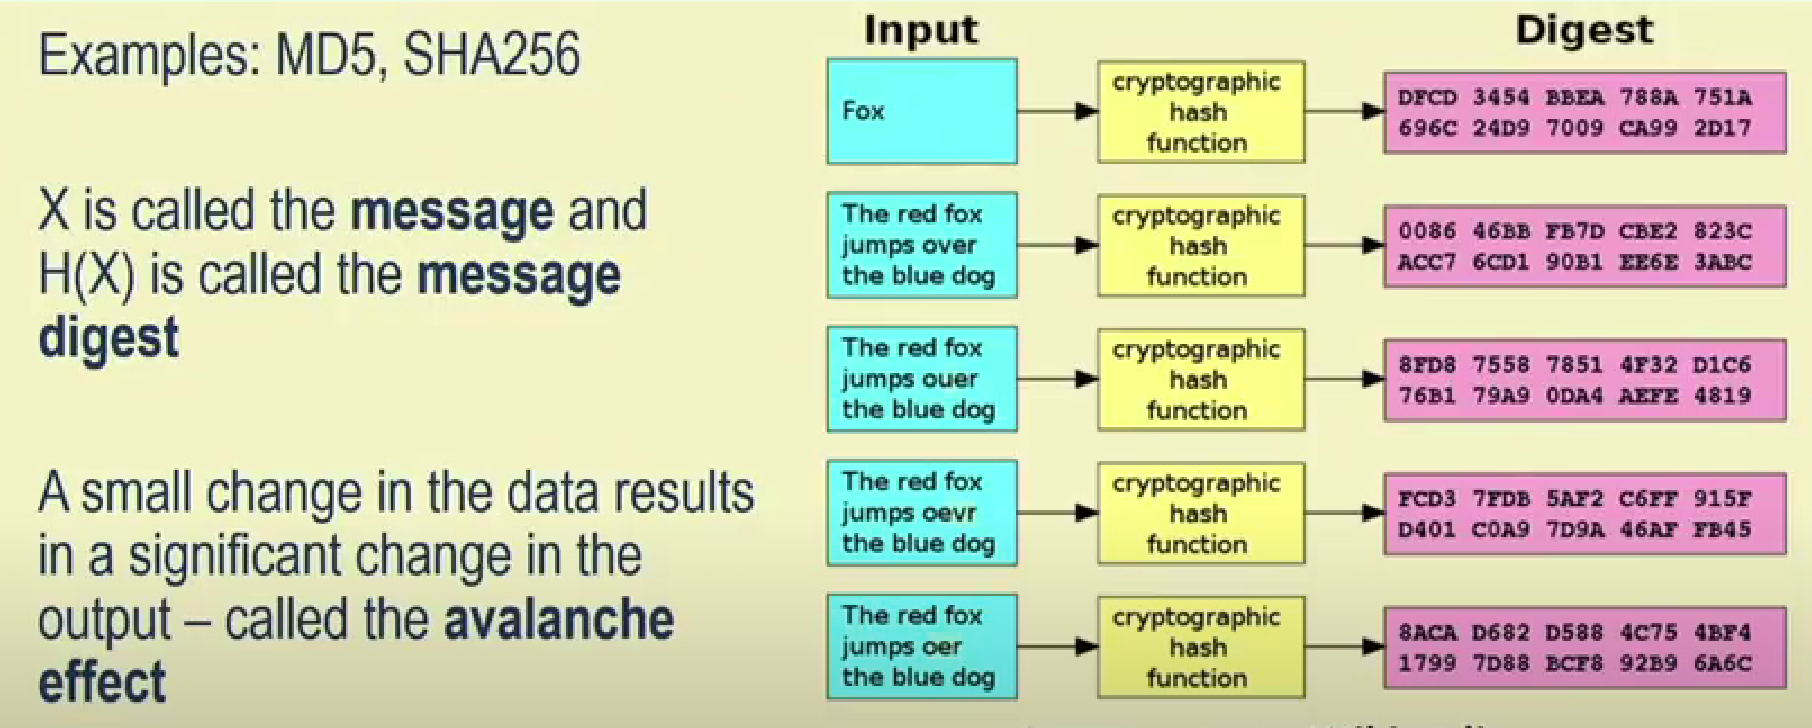 Examples: MD5, SHA256
X is called the message and
H(X) is called the message
digest
A small change in the data results
in a significant change in the
output – called the avalanche
effect
Input
Digest
Fox
cryptographic
hash
function
DFCD 3454 BBEA 788A 751A
696C 24D9 7009 CA99 2D17
The red fox
jumps over
the blue dog
cryptographic
hash
function
0086 46BB FB7D CBE2 823C
ACC7 6CD1 90B1 EE6E 3ABC
The red fox
jumps ouer
the blue dog
cryptographic
hash
function
8FD8 7558 7851 4F32 D1C6
76B1 79A9 0DA4 AEFE 4819
The red fox
jumps oevr
the blue dog
cryptographic
hash
function
FCD3 7FDB 5AF2 C6FF 915F
D401 C0A9 7D9A 46AF FB45
The red fox
jumps oer
the blue dog
cryptographic
hash
function
8ACA D682 D588 4C75 4BF4
1799 7D88 BCF8 92B9 6A6C